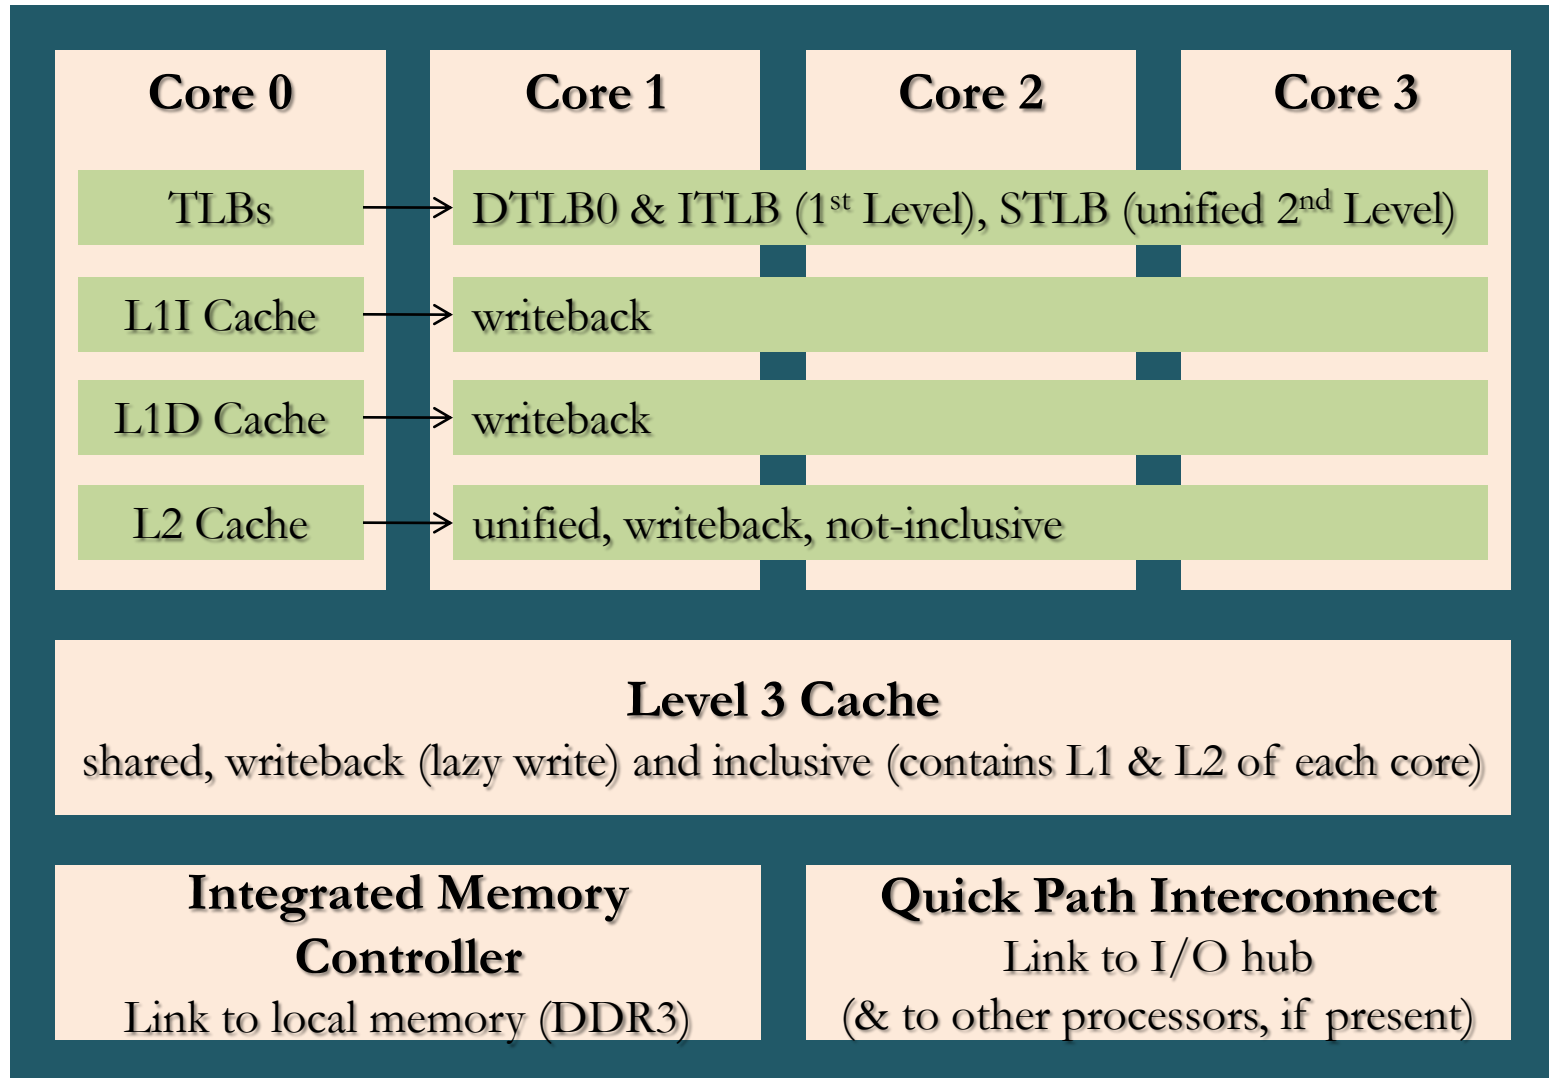 Core 0
Core 1
Core 2
Core 3
TLBs
DTLB0 & ITLB (1st Level), STLB (unified 2nd Level)
L1I Cache
writeback
L1D Cache
writeback
L2 Cache
unified, writeback, not-inclusive
Level 3 Cache
shared, writeback (lazy write) and inclusive (contains L1 & L2 of each core)
Integrated Memory
Controller
Link to local memory (DDR3)
Quick Path Interconnect
Link to I/O hub
(& to other processors, if present)